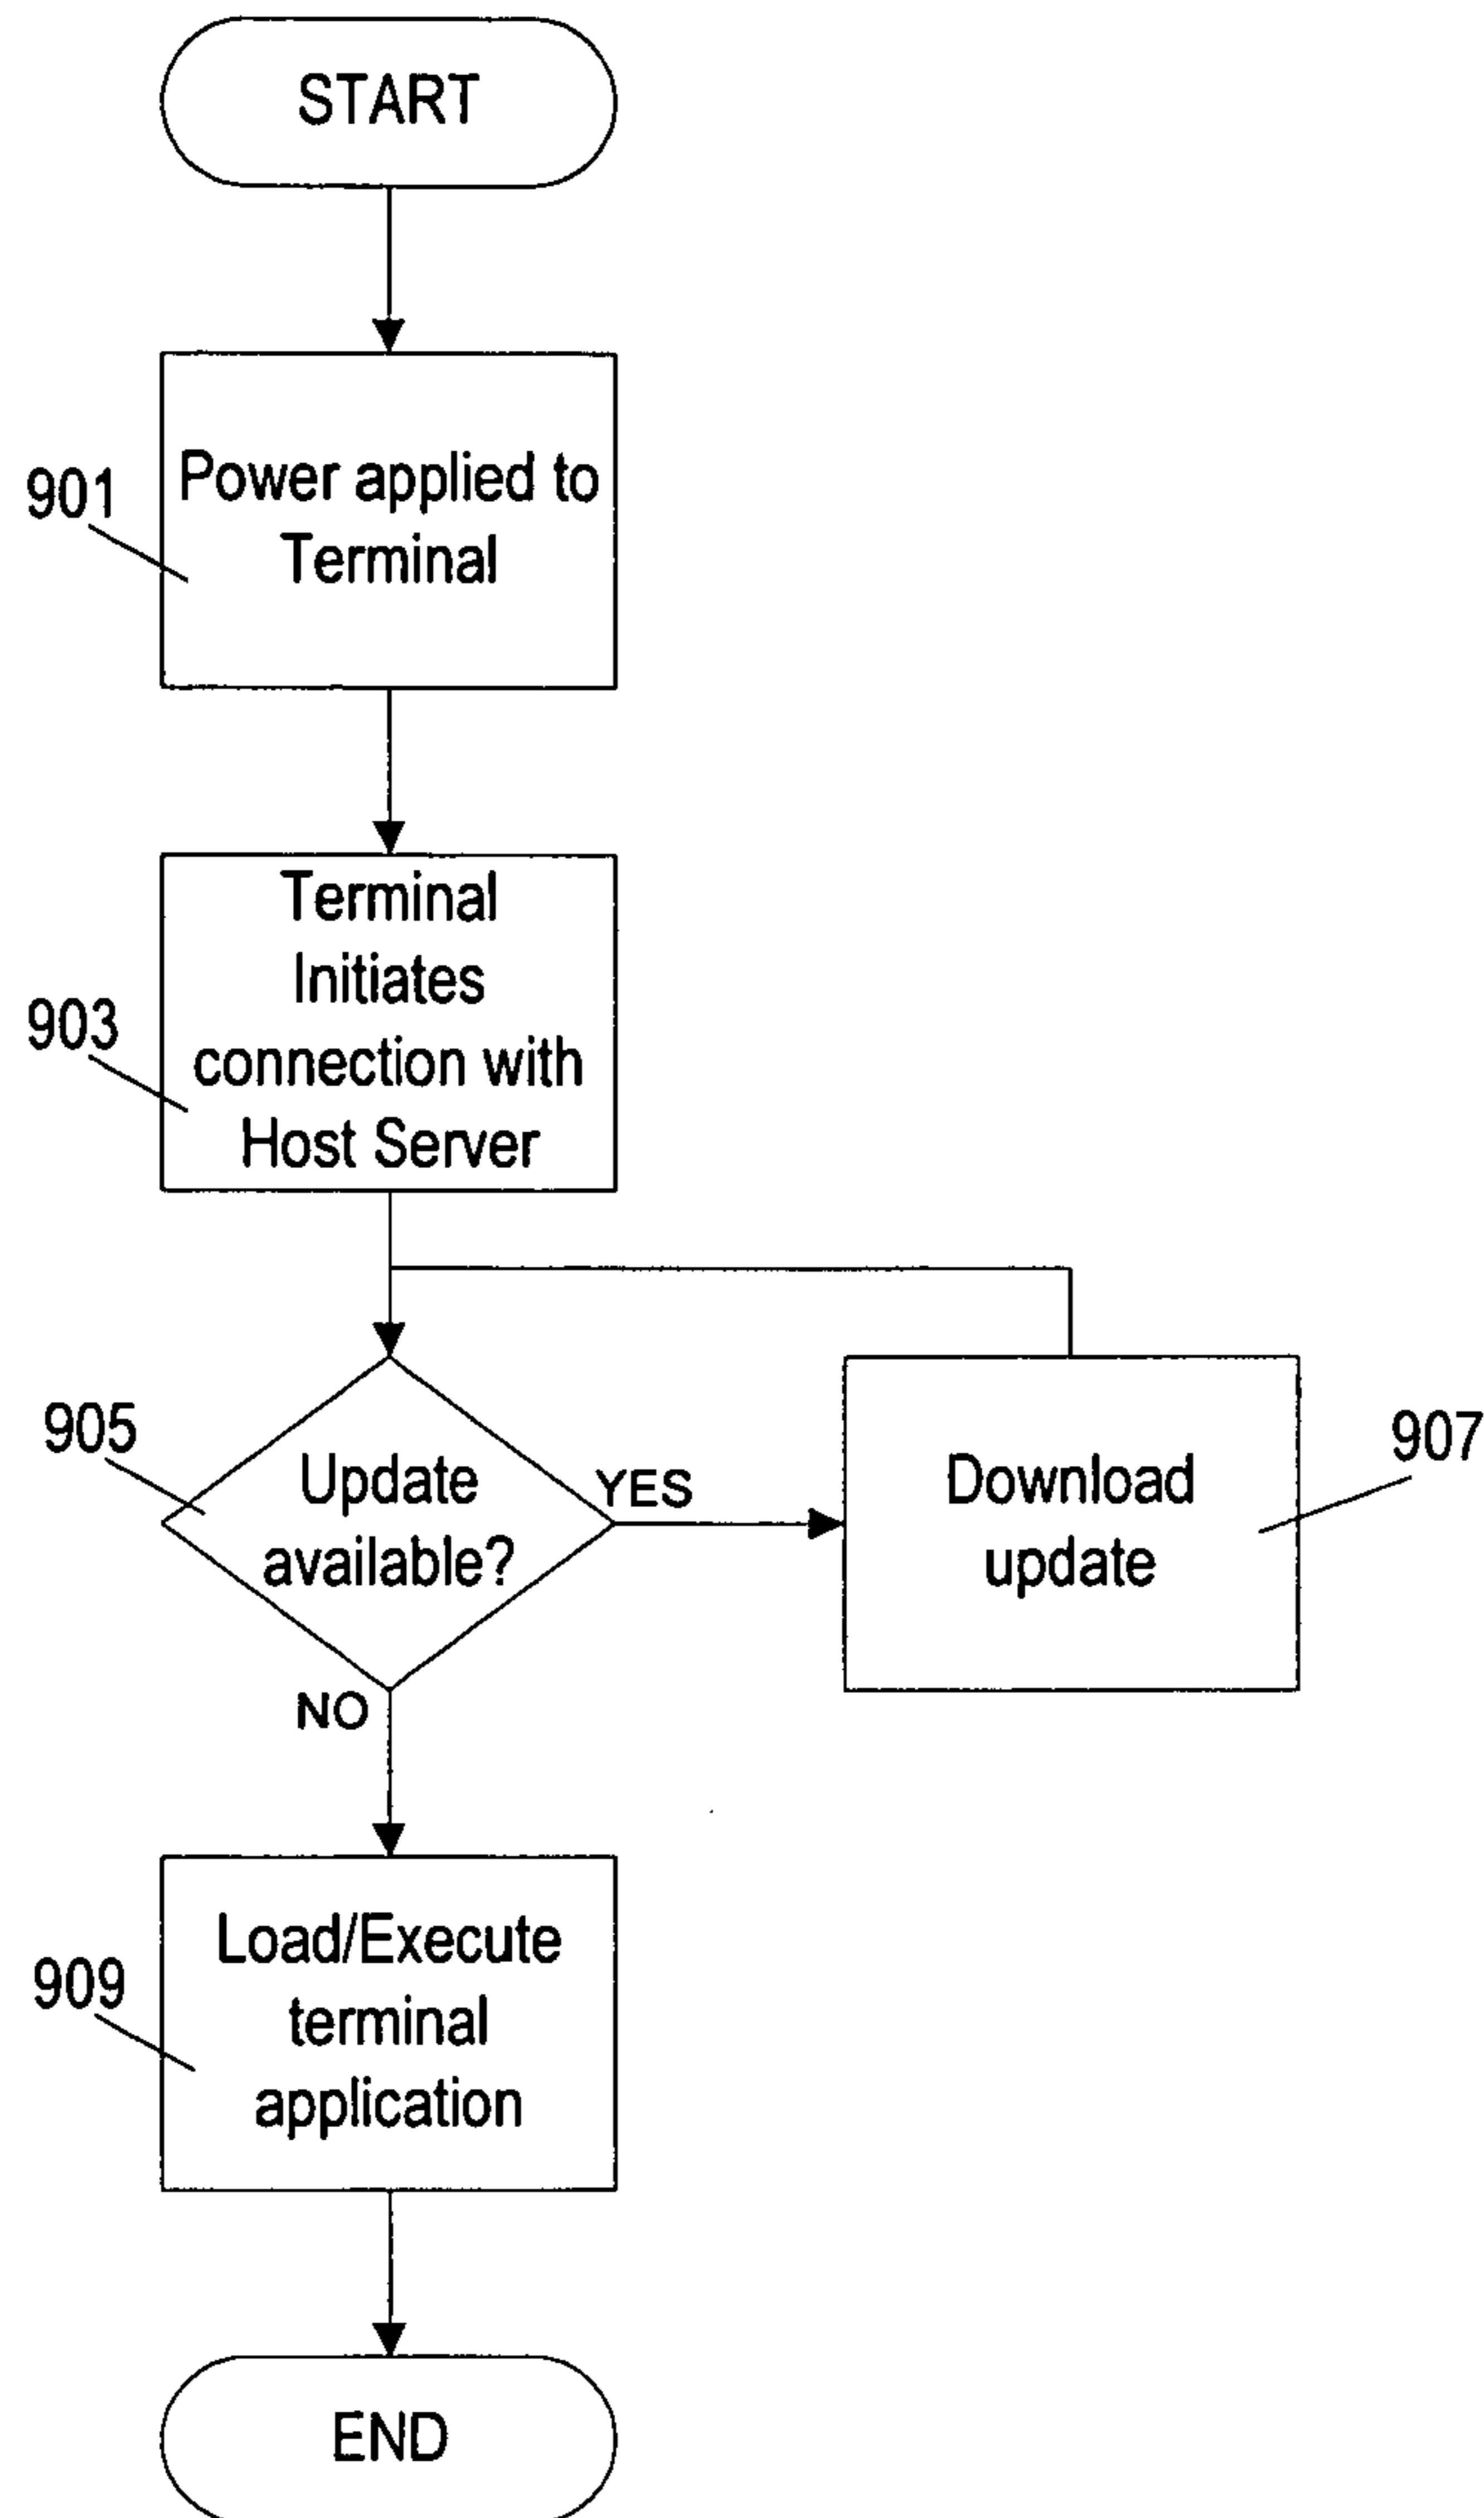 START
901
Power applied to
Terminal
903
Terminal
Initiates
connection with
Host Server
905
Update
available?
YES
907
Download
update
NO
909
Load/Execute
terminal
application
END